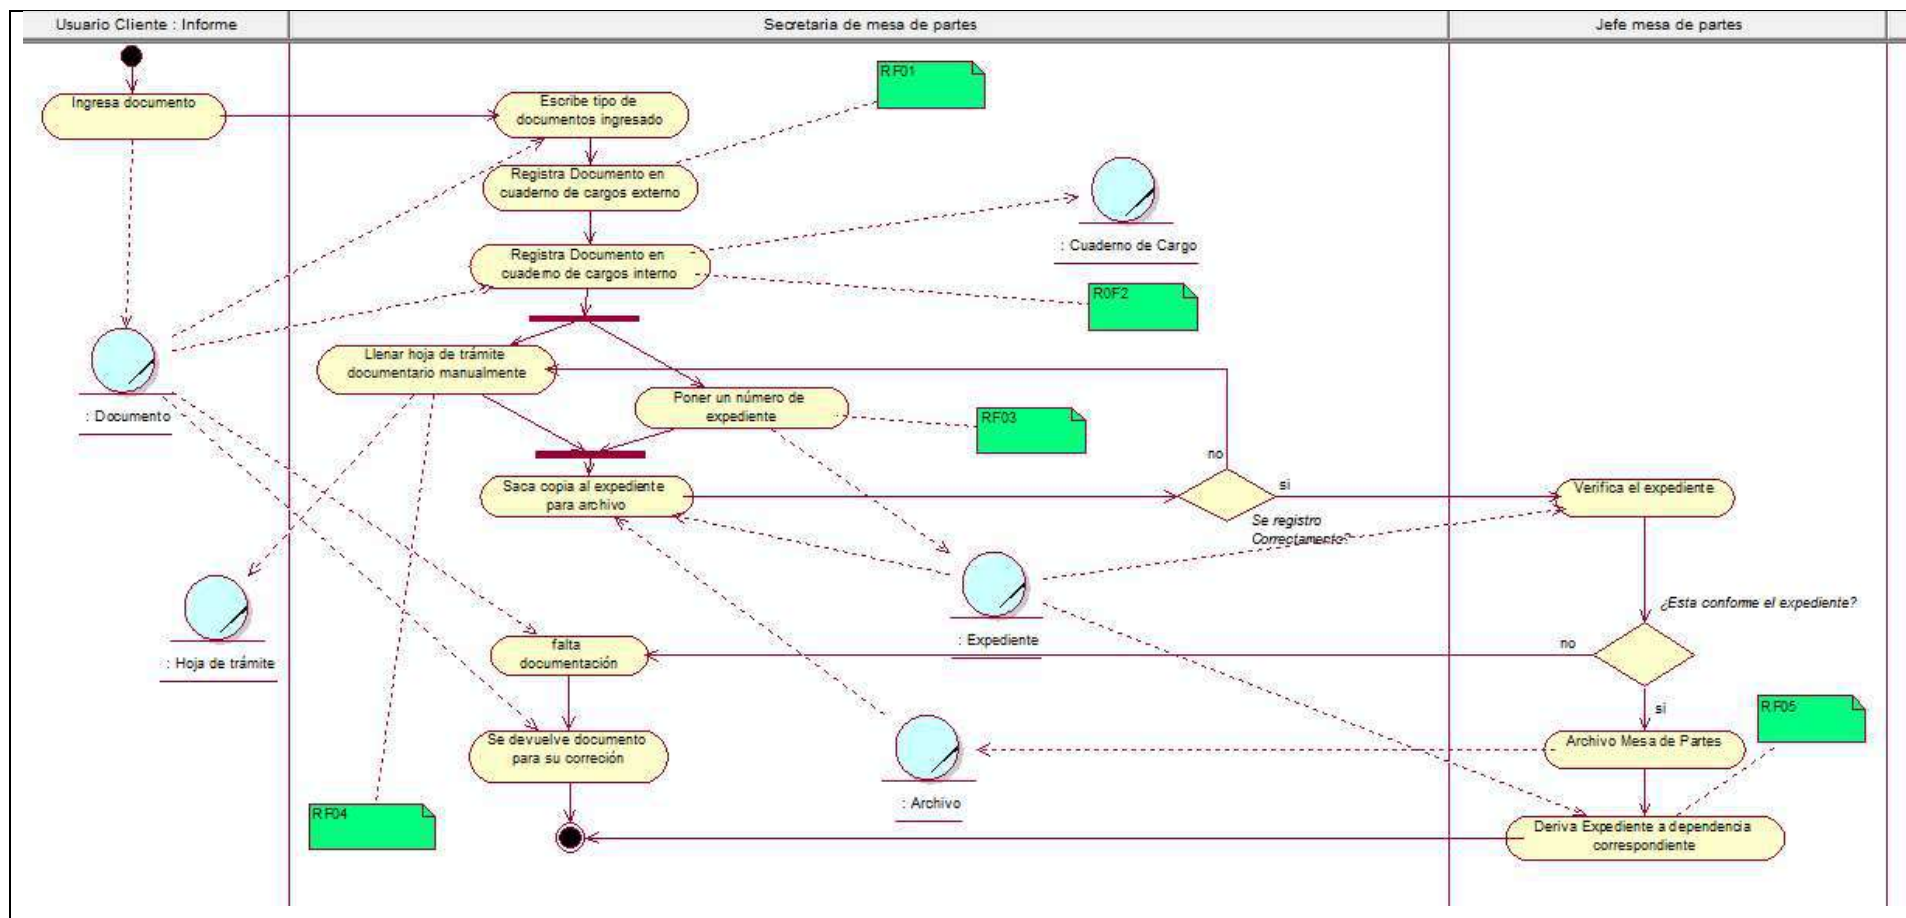 Usuario Cliente : Informe
Secretaria de mesa de partes
Jefe mesa de partes
Ingresa documento
Escribe tipo de
documentos ingresado
RF01
Registra Documento en
cuaderno de cargos externo
: Cuaderno de Cargo
Registra Documento en
cuaderno de cargos interno
R0F2
Llenar hoja de trámite
documentario manualmente
Poner un número de
expediente
RF03
: Documento
no
si
Saca copia al expediente
para archivo
Se registro
Correctamente?
Verifica el expediente
¿Esta conforme el expediente?
: Expediente
: Hoja de trámite
falta
documentación
no
si
RF05
Se devuelve documento
para su correción
Archivo Mesa de Partes
: Archivo
RF04
Deriva Expediente a dependencia
correspondiente